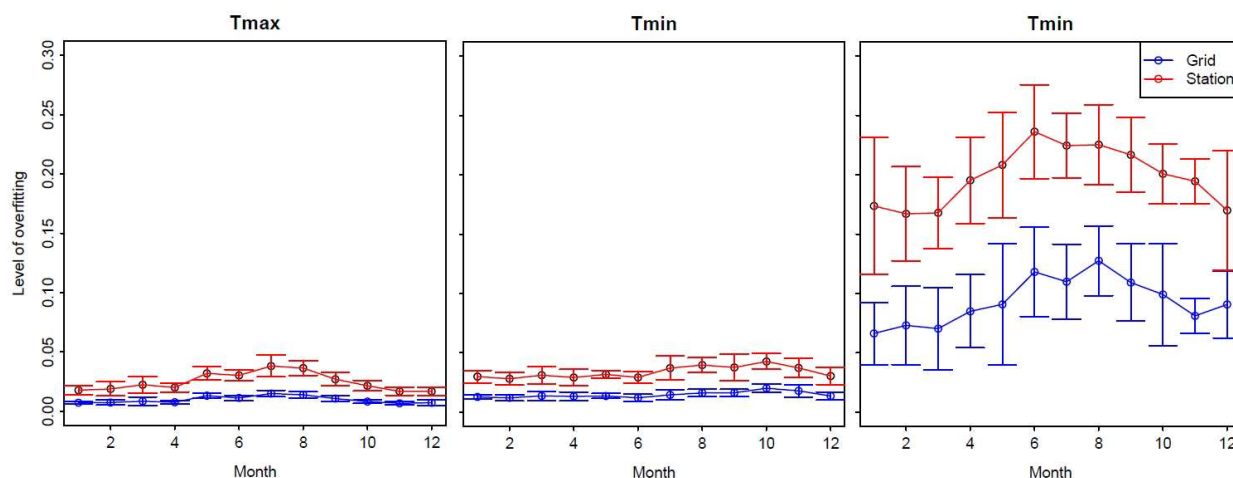 Tmax
Tmin
Tmin
Level of overfitting
0.00
0.05
0.10
0.15
0.20
0.25
0.30
Grid
Station
2 4 6 8 10 12
2 4 6 8 10 12
2 4 6 8 10 12
Month
Month
Month